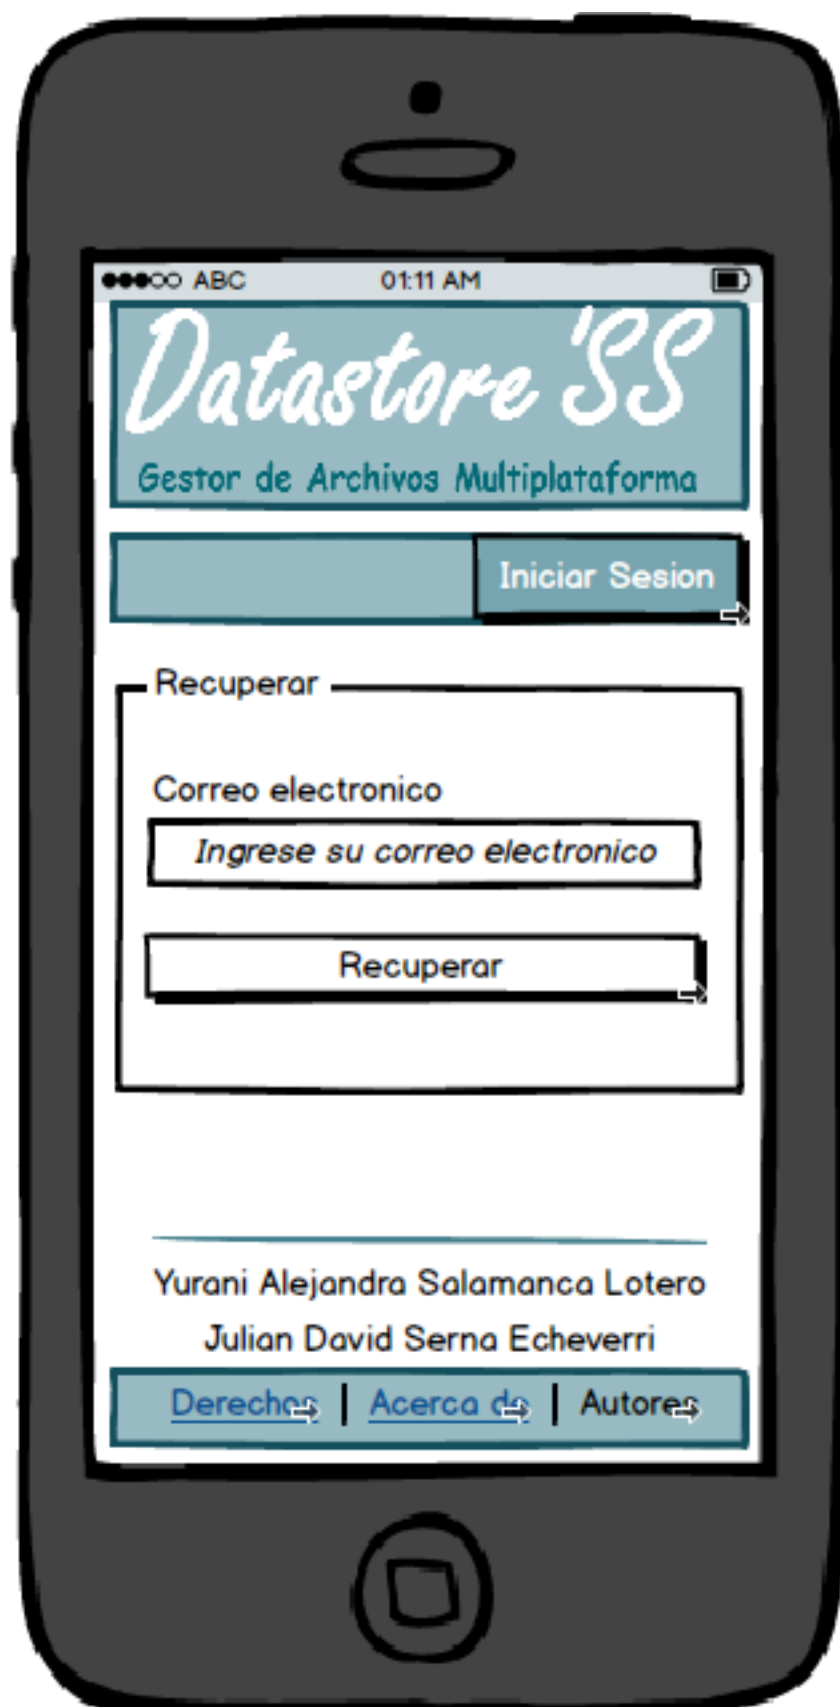 ABC 01:11 AM
Datastore 'SS
Gestor de Archivos Multiplataforma
Iniciar Sesion
Recuperar
Correo electronico
Ingrese su correo electronico
Recuperar
Yurani Alejandra Salamanca Lotero
Julian David Serna Echeverri
Derechos | Acerca de | Autores